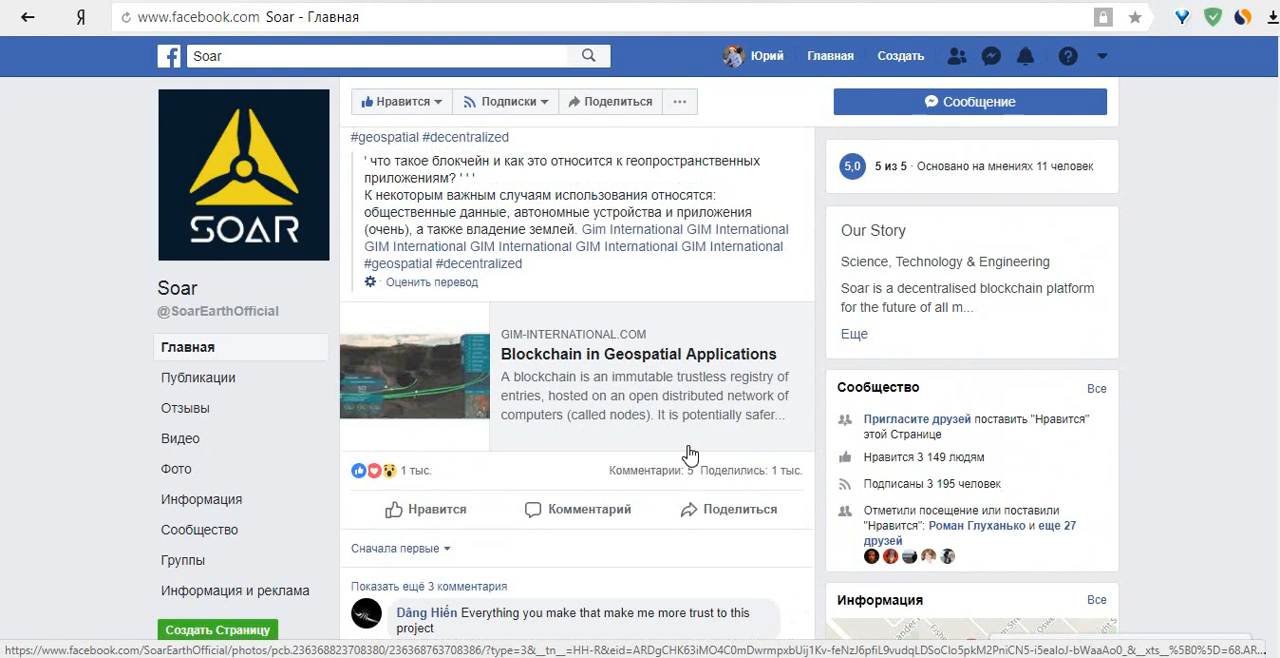 Я
www.facebook.com Soar - Главная
Soar
Юрий
Главная
Создать
SOAR
Soar
@SoarEarthOfficial
Главная
Публикации
Отзывы
Видео
Фото
Информация
Сообщество
Группы
Информация и реклама
Создать Страницу
Нравится
Подписки
Поделиться
Сообщение
#geospatial #decentralized
' что такое блокчейн и как это относится к геопространственных
приложениям? ' ' '
К некоторым важным случаям использования относятся:
общественные данные, автономные устройства и приложения
(очень), а также владение землей. Gim International GIM International
GIM International GIM International GIM International GIM International
#geospatial #decentralized
Оценить перевод
GIM-INTERNATIONAL.COM
Blockchain in Geospatial Applications
A blockchain is an immutable trustless registry of
entries, hosted on an open distributed network of
computers (called nodes). It is potentially safer...
1 тыс.
Комментарии: 5 Поделились: 1 тыс.
Нравится
Комментарий
Поделиться
Сначала первые
Показать ещё 3 комментария
Dâng Hiến Everything you make that make me more trust to this
project
5,0
5 из 5 · Основано на мнениях 11 человек
Our Story
Science, Technology & Engineering
Soar is a decentralised blockchain platform
for the future of all m...
Еще
Сообщество
Все
Пригласите друзей поставить "Нравится"
этой Странице
Нравится 3 149 людям
Подписаны 3 195 человек
Отметили посещение или поставили
"Нравится": Роман Глуханько и еще 27
друзей
Информация
Все